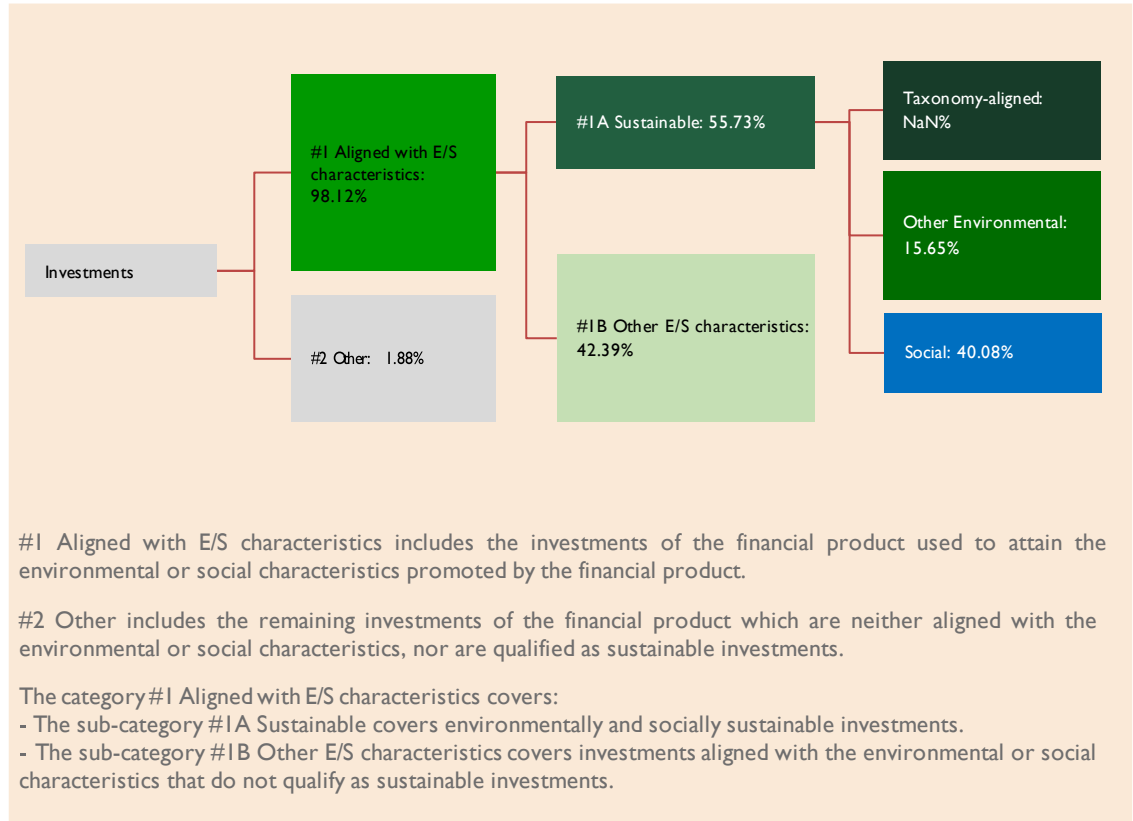 Investments
#1 Aligned with E/S
characteristics:
98.12%
#2 Other: 1.88%
#1A Sustainable: 55.73%
#1B Other E/S characteristics:
42.39%
Taxonomy-aligned:
NaN%
Other Environmental:
15.65%
Social: 40.08%
#1 Aligned with E/S characteristics includes the investments of the financial product used to attain the
environmental or social characteristics promoted by the financial product.
#2 Other includes the remaining investments of the financial product which are neither aligned with the
environmental or social characteristics, nor are qualified as sustainable investments.
The category #1 Aligned with E/S characteristics covers:
- The sub-category #1A Sustainable covers environmentally and socially sustainable investments.
- The sub-category #1B Other E/S characteristics covers investments aligned with the environmental or social
characteristics that do not qualify as sustainable investments.